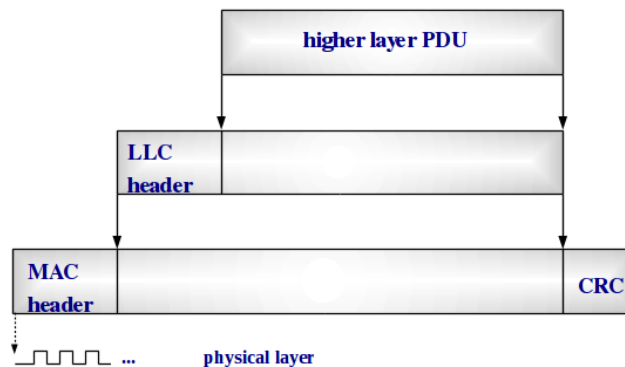 higher layer PDU
LLC
header
MAC
header
CRC
... physical layer